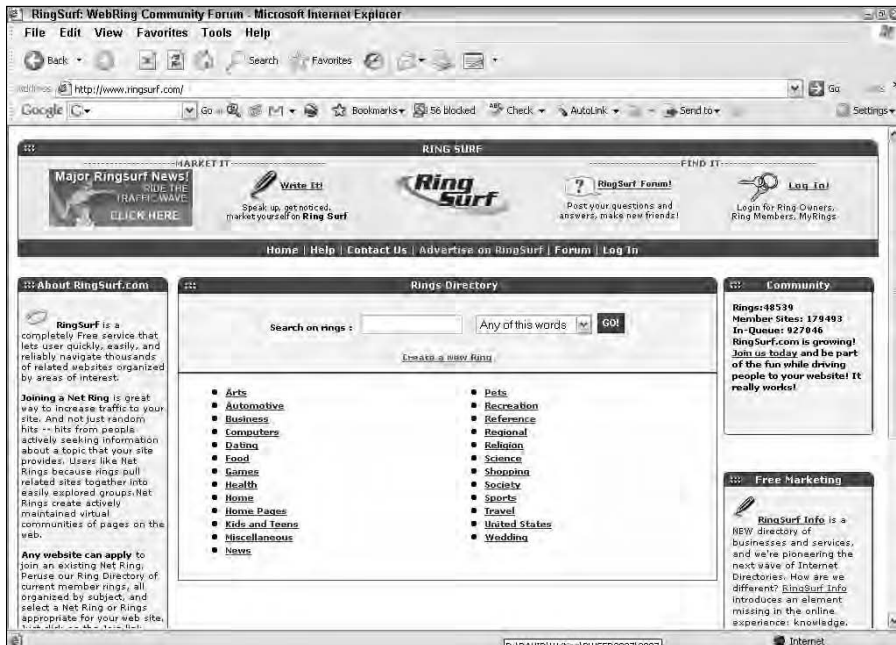 RingSurf: WebRing Community Forum - Microsoft Internet Explorer
File Edit View Favorites Tools Help
Back Search Favorites
Address http://www.ringsurf.com/ Go
Google Go Bookmarks 56 blocked Check AutoLink Send to Settings
RING SURF
MARKET IT FIND IT
Major Ringsurf News!
RIDE THE
TRAFFIC WAVE
CLICK HERE
Write It!
Speak up, get noticed,
market yourself on Ring Surf
Ring
Surf
RingSurf Forum!
Post your questions and
answers, make new friends!
Log In!
Login for Ring Owners,
Ring Members, MyRings
Home | Help | Contact Us | Advertise on RingSurf | Forum | Log In
About RingSurf.com
RingSurf is a
completely Free service that
lets user quickly, easily, and
reliably navigate thousands
of related websites organized
by areas of interest.
Joining a Net Ring is great
way to increase traffic to your
site. And not just random
hits -- hits from people
actively seeking information
about a topic that your site
provides. Users like Net
Rings because rings pull
related sites together into
easily explored groups.Net
Rings create actively
maintained virtual
communities of pages on the
web.
Any website can apply to
join an existing Net Ring.
Peruse our Ring Directory of
current member rings, all
organized by subject, and
select a Net Ring or Rings
appropriate for your web site.
Just click on the Join link
Rings Directory
Search on rings : Any of this words GO!
Create a new Ring
Arts
Automotive
Business
Computers
Dating
Food
Games
Health
Home
Home Pages
Kids and Teens
Miscellaneous
News
Pets
Recreation
Reference
Regional
Religion
Science
Shopping
Society
Sports
Travel
United States
Wedding
Community
Rings:48539
Member Sites: 179493
In-Queue: 927046
RingSurf.com is growing!
Join us today and be part
of the fun while driving
people to your website! It
really works!
Free Marketing
RingSurf Info is a
NEW directory of
businesses and services,
and we're pioneering the
next wave of Internet
Directories. How are we
different? RingSurf Info
introduces an element
missing in the online
experience: knowledge.
Internet